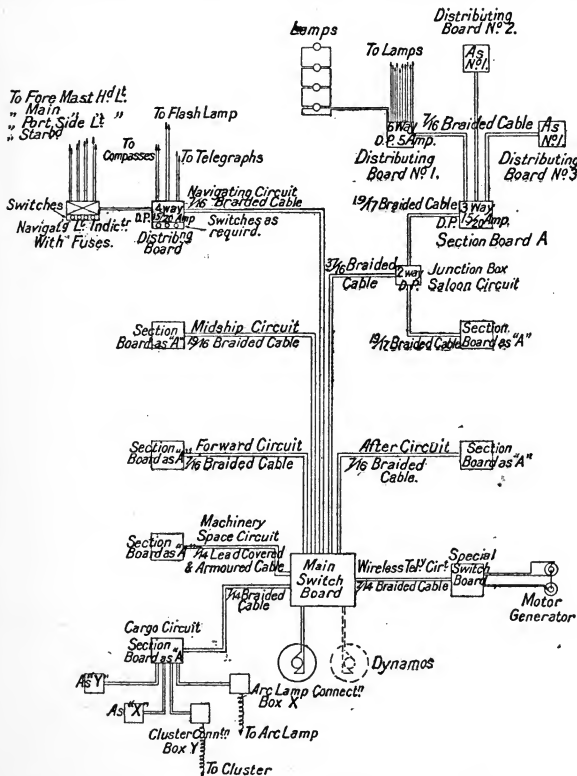 Lamps
Distributing
Board Nº 2.
As
Nº 1.
To Lamps
To Fore Mast Hd Lt.
„ Main „ „ „
„ Port, Side Lt „
„ Starbd
To Flash Lamp
To
Compasses
To Telegraphs
6 Way
D.P. 5 Amp.
Distributing
Board Nº 1.
7/16 Braided Cable
As
Nº 1.
Distributing
Board Nº 3
Navigating Circuit
7/16 Braided Cable
Switches
Navigatg Lt Indictr
With Fuses.
4 way
D.P. 15/20 Amp
Distribng
Board
Switches as
requird.
19/17 Braided Cable
3 Way
D.P. 15/20 Amp.
Section Board A
37/16 Braided
Cable
2 way
D.P.
Junction Box
Saloon Circuit
Section
Board as "A"
Midship Circuit
19/16 Braided Cable
19/17 Braided Cable
Section
Board as "A"
Section
Board as "A"
Forward Circuit
7/16 Braided Cable
After Circuit
7/16 Braided
Cable.
Section
Board as "A"
Section
Board as "A"
Machinery
Space Circuit
7/14 Lead Covered
& Armoured Cable
Main
Switch
Board
Wireless Tely Cirt.
7/14 Braided Cable
Special
Switch
Board
Motor
Generator
7/14 Braided
Cable
Cargo Circuit
Section
Board as "A"
Dynamos
As "Y"
As "X"
Arc Lamp Connectn
Box X
To Arc Lamp
Cluster Conntn
Box Y
To Cluster